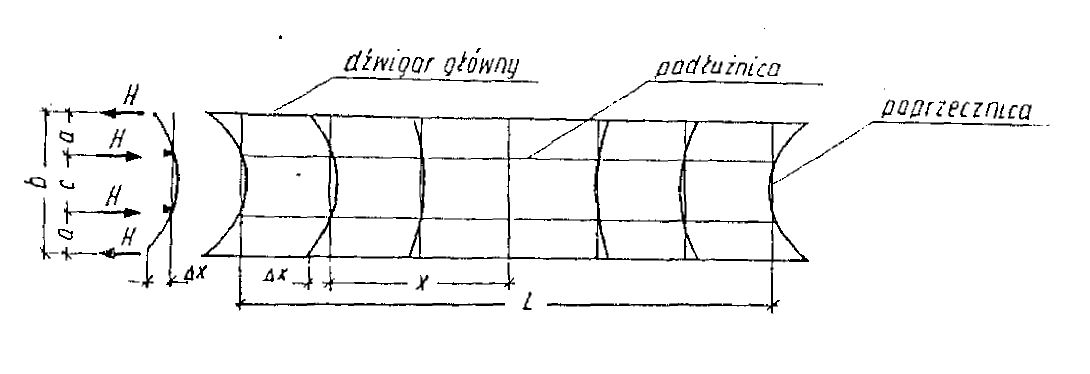 dźwigar główny
podłużnica
poprzecznica
H
a
H
b
c
H
a
H
Δx
Δx
x
L